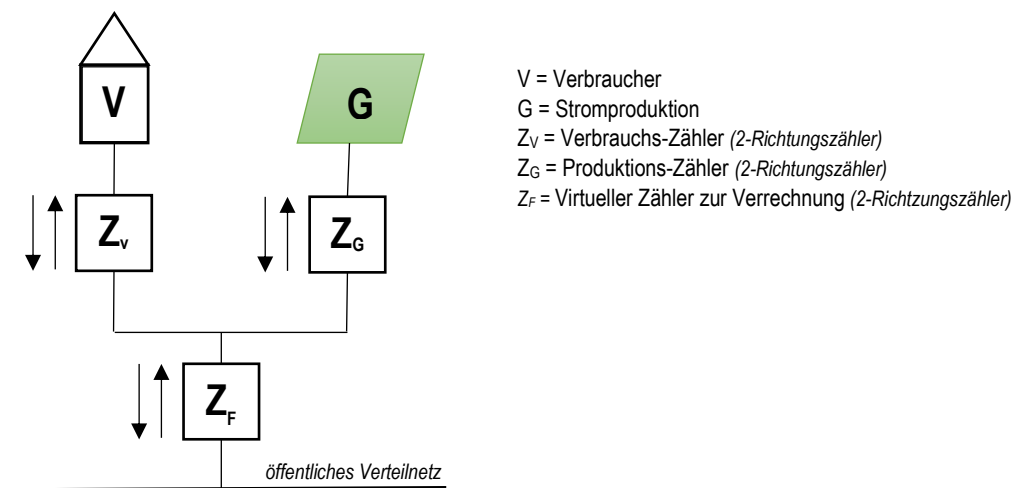 V
G
Zv
ZG
ZF
öffentliches Verteilnetz
V = Verbraucher
G = Stromproduktion
ZV = Verbrauchs-Zähler (2-Richtungszähler)
ZG = Produktions-Zähler (2-Richtungszähler)
ZF = Virtueller Zähler zur Verrechnung (2-Richtzungszähler)